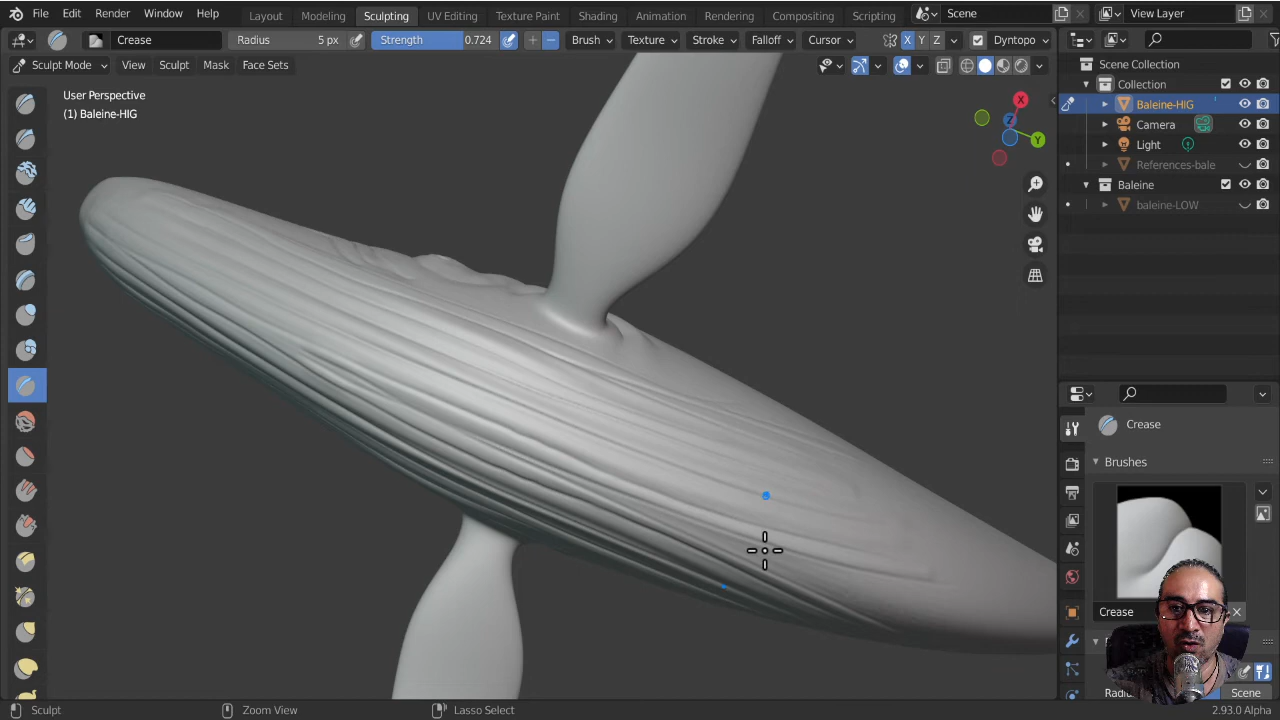 File Edit Render Window Help Layout Modeling Sculpting UV Editing Texture Paint Shading Animation Rendering Compositing Scripting Scene View Layer
Crease Radius 5 px Strength 0.724 Brush Texture Stroke Falloff Cursor X Y Z Dyntopo
Sculpt Mode View Sculpt Mask Face Sets
Scene Collection
Collection
Baleine-HIG
Camera
Light
References-bale
Baleine
baleine-LOW
User Perspective
(1) Baleine-HIG
X
Y
Z
Crease
Brushes
Crease
Radiu
Scene
Sculpt Zoom View Lasso Select 2.93.0 Alpha